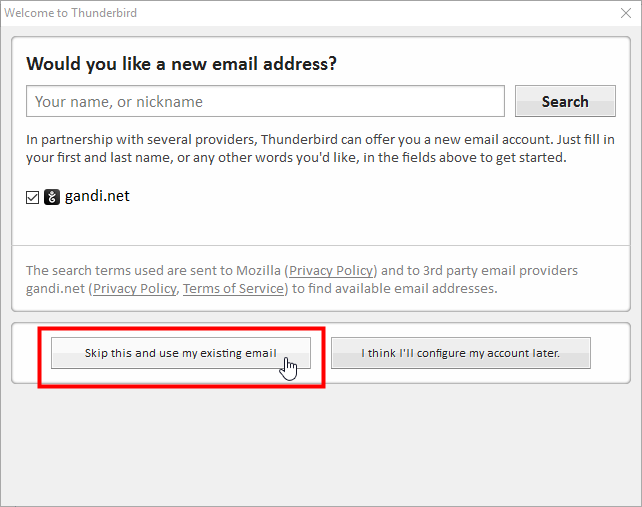 Welcome to Thunderbird
Would you like a new email address?
Your name, or nickname
Search
In partnership with several providers, Thunderbird can offer you a new email account. Just fill in
your first and last name, or any other words you'd like, in the fields above to get started.
gandi.net
The search terms used are sent to Mozilla (Privacy Policy) and to 3rd party email providers
gandi.net (Privacy Policy, Terms of Service) to find available email addresses.
Skip this and use my existing email
I think I'll configure my account later.